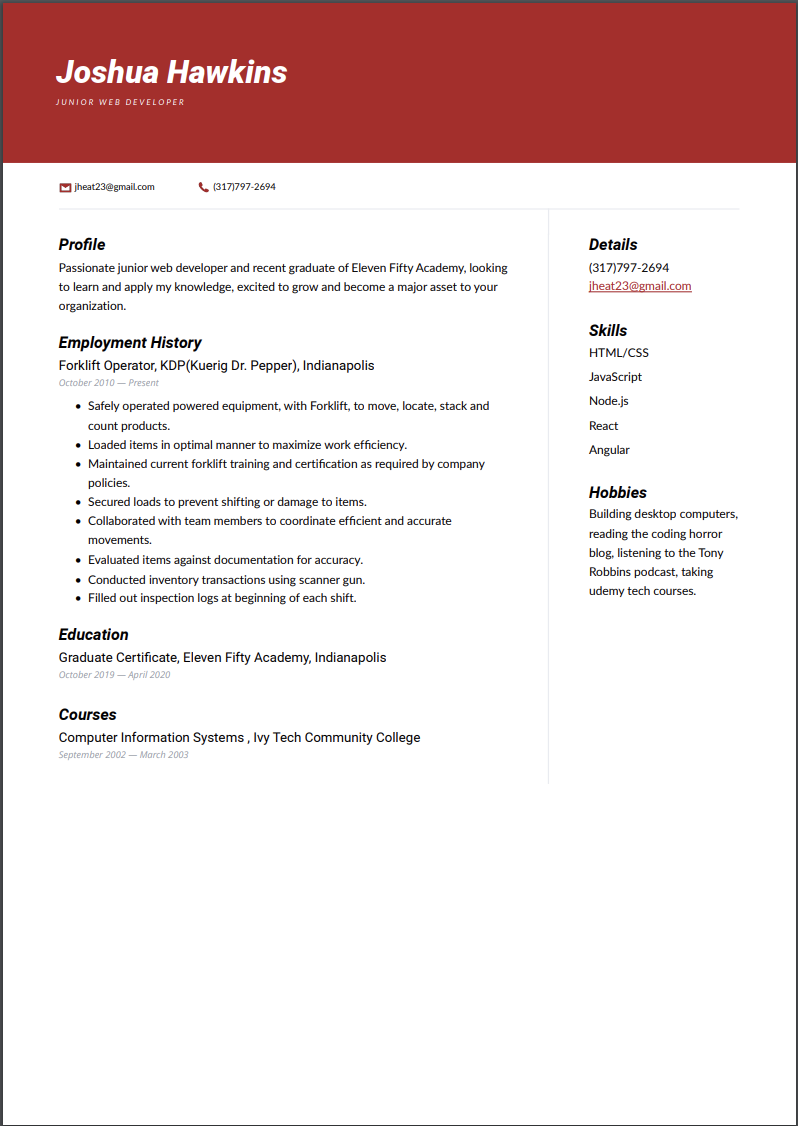 Joshua Hawkins
JUNIOR WEB DEVELOPER
jheat23@gmail.com
(317)797-2694
Profile
Passionate junior web developer and recent graduate of Eleven Fifty Academy, looking
to learn and apply my knowledge, excited to grow and become a major asset to your
organization.
Employment History
Forklift Operator, KDP(Kuerig Dr. Pepper), Indianapolis
October 2010 — Present
• Safely operated powered equipment, with Forklift, to move, locate, stack and
count products.
• Loaded items in optimal manner to maximize work efficiency.
• Maintained current forklift training and certification as required by company
policies.
• Secured loads to prevent shifting or damage to items.
• Collaborated with team members to coordinate efficient and accurate
movements.
• Evaluated items against documentation for accuracy.
• Conducted inventory transactions using scanner gun.
• Filled out inspection logs at beginning of each shift.
Education
Graduate Certificate, Eleven Fifty Academy, Indianapolis
October 2019 — April 2020
Courses
Computer Information Systems , Ivy Tech Community College
September 2002 — March 2003
Details
(317)797-2694
jheat23@gmail.com
Skills
HTML/CSS
JavaScript
Node.js
React
Angular
Hobbies
Building desktop computers,
reading the coding horror
blog, listening to the Tony
Robbins podcast, taking
udemy tech courses.